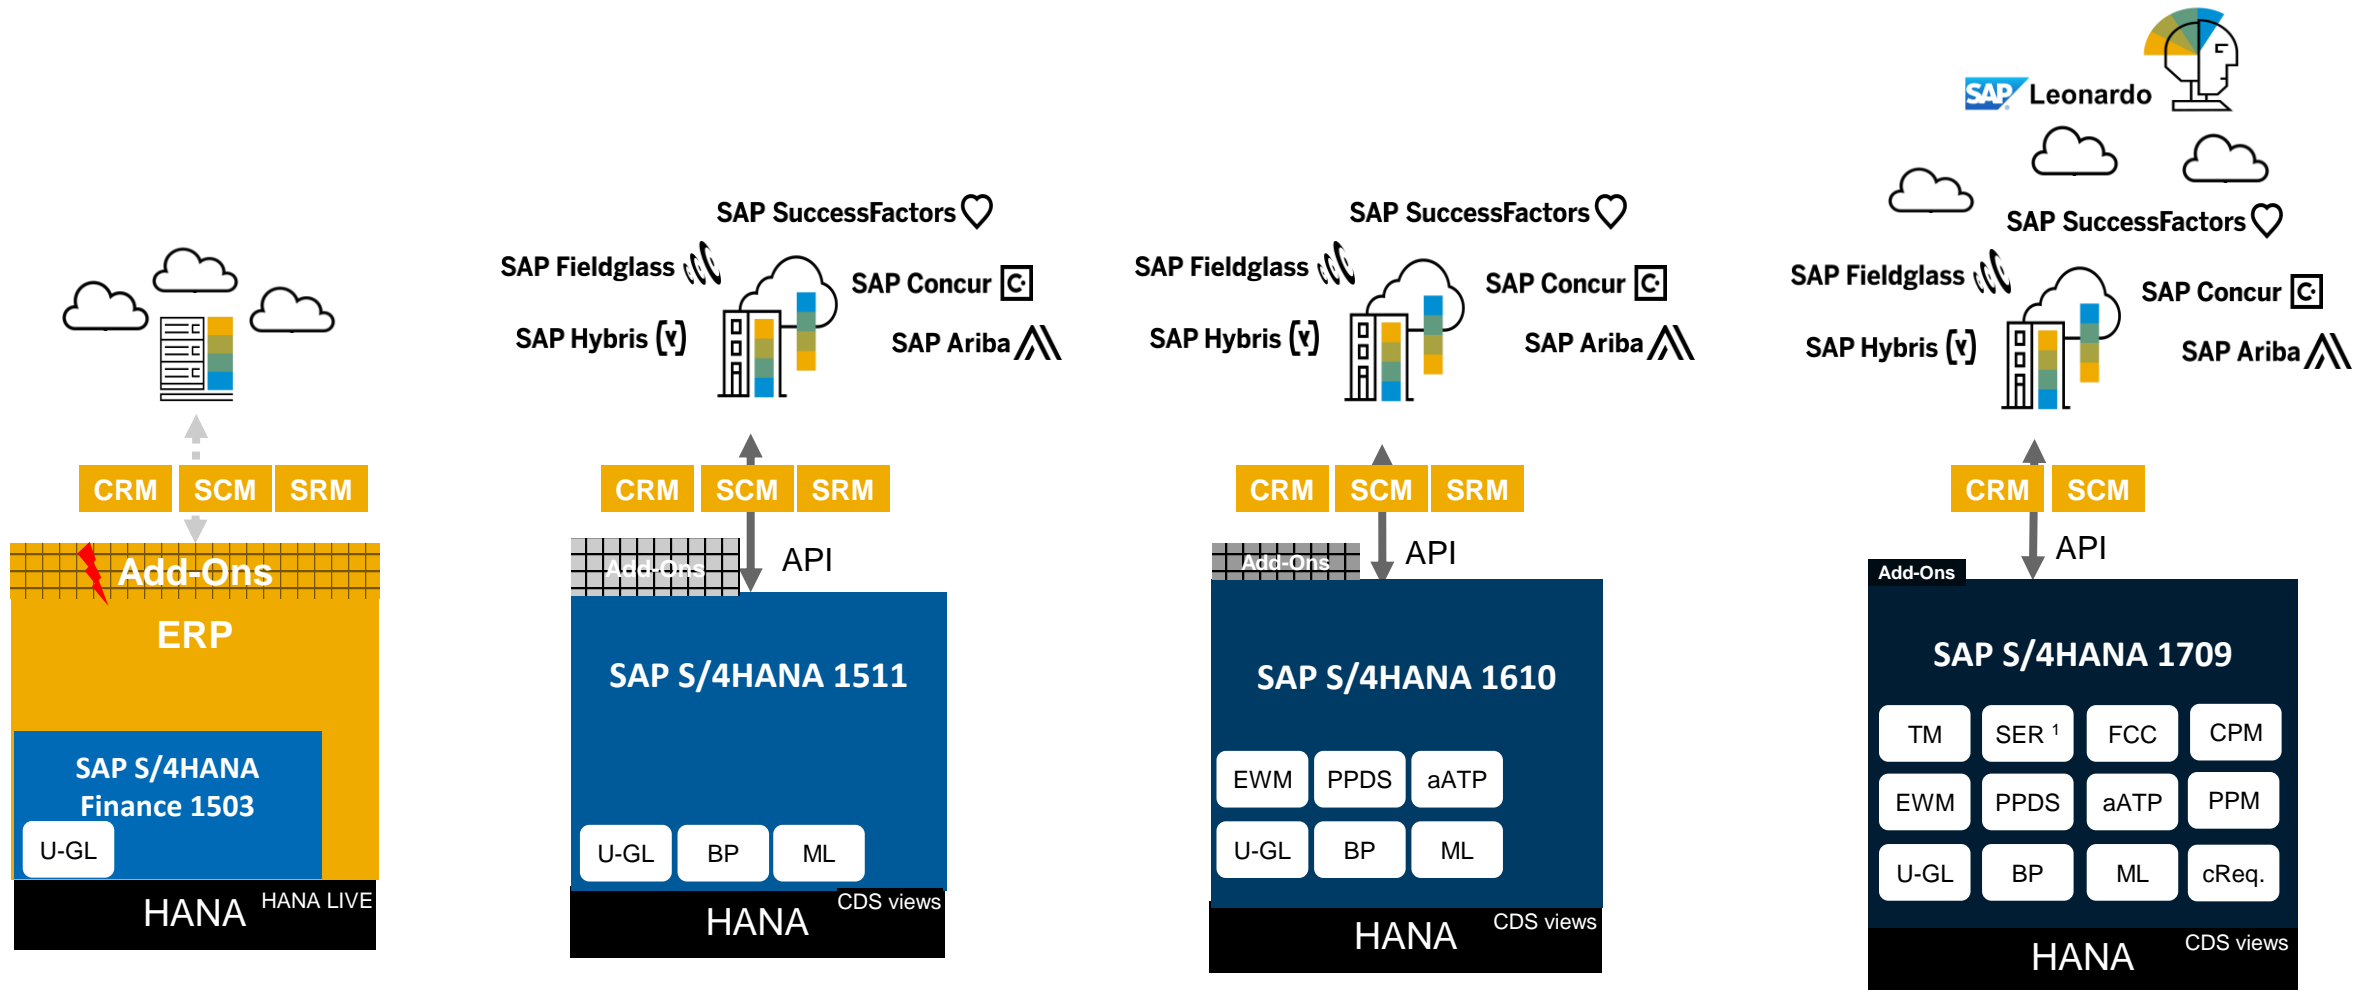 CRM SCM SRM
Add-Ons
ERP
SAP S/4HANA
Finance 1503
U-GL
HANA
HANA LIVE
SAP SuccessFactors
SAP Fieldglass
SAP Concur
SAP Hybris
SAP Ariba
CRM SCM SRM
Add-Ons
API
SAP S/4HANA 1511
U-GL BP ML
CDS views
HANA
SAP SuccessFactors
SAP Fieldglass
SAP Concur
SAP Hybris
SAP Ariba
CRM SCM SRM
Add-Ons
API
SAP S/4HANA 1610
EWM PPDS aATP
U-GL BP ML
CDS views
HANA
SAP Leonardo
SAP SuccessFactors
SAP Fieldglass
SAP Concur
SAP Hybris
SAP Ariba
CRM SCM
API
Add-Ons
SAP S/4HANA 1709
TM SER ¹ FCC CPM
EWM PPDS aATP PPM
U-GL BP ML cReq.
CDS views
HANA